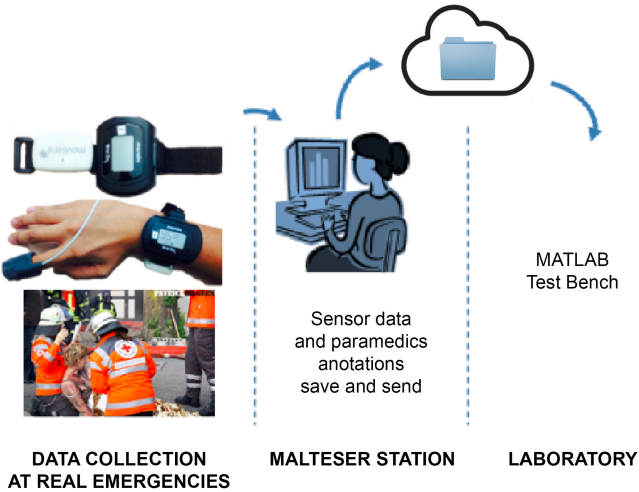 movisens
Sensor data
and paramedics
anotations
save and send
MATLAB
Test Bench
DATA COLLECTION
AT REAL EMERGENCIES
MALTESER STATION
LABORATORY